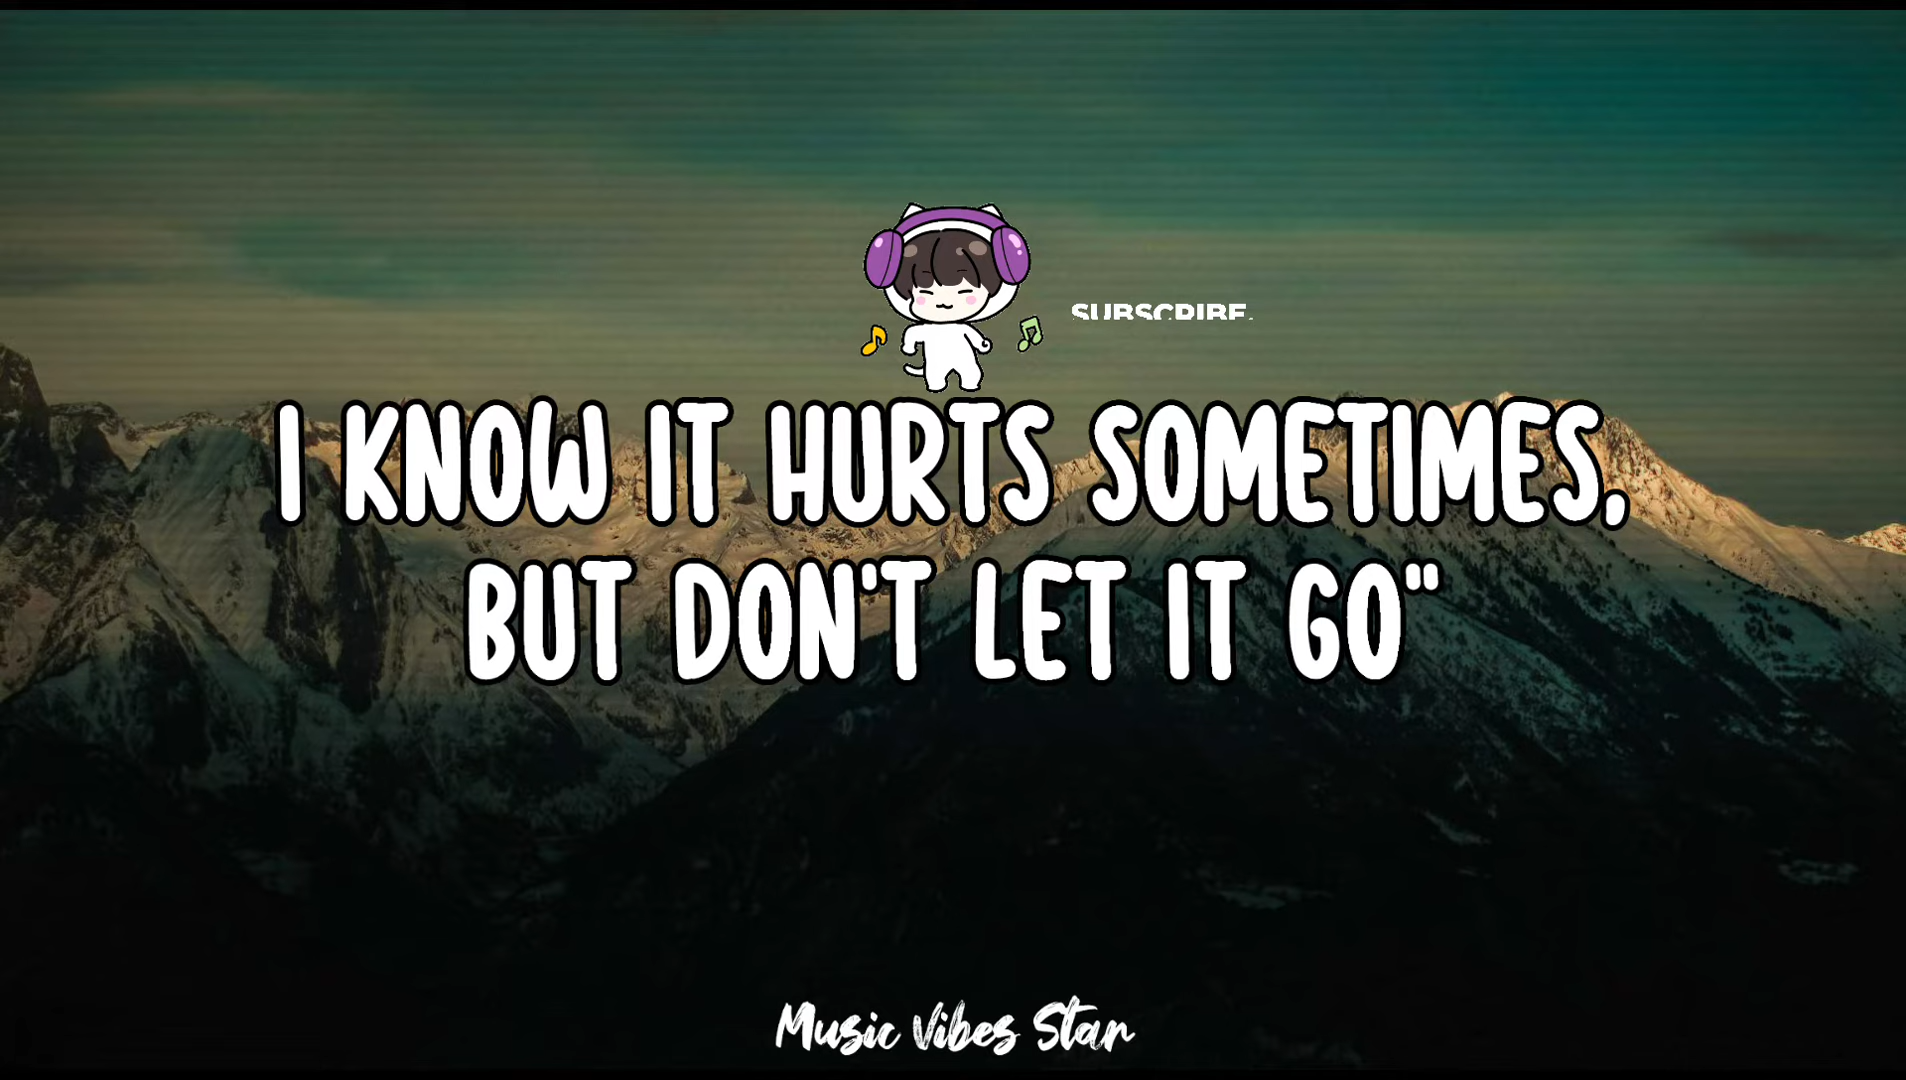 SUBSCRIBE.
I KNOW IT HURTS SOMETIMES,
BUT DON'T LET IT GO"
Music Vibes Star